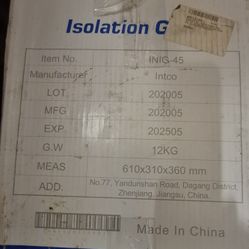 Isolation G
Item No. INIG-45
Manufacturer Intco
LOT. 202005
MFG 202005
EXP. 202505
G.W 12KG
MEAS 610x310x360 mm
ADD. No.77, Yandunshan Road, Dagang District,
Zhenjiang, Jiangsu, China.
Made In China